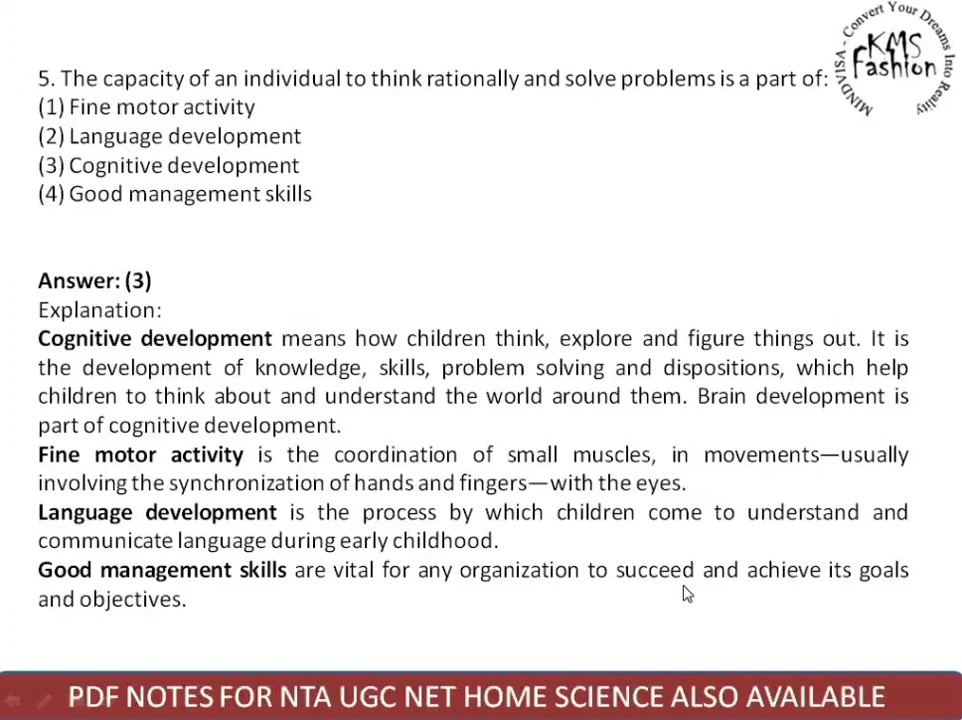 MINDVISA - Convert Your Dreams Into Reality
KMS
Fashion
5. The capacity of an individual to think rationally and solve problems is a part of:
(1) Fine motor activity
(2) Language development
(3) Cognitive development
(4) Good management skills
Answer: (3)
Explanation:
Cognitive development means how children think, explore and figure things out. It is
the development of knowledge, skills, problem solving and dispositions, which help
children to think about and understand the world around them. Brain development is
part of cognitive development.
Fine motor activity is the coordination of small muscles, in movements—usually
involving the synchronization of hands and fingers—with the eyes.
Language development is the process by which children come to understand and
communicate language during early childhood.
Good management skills are vital for any organization to succeed and achieve its goals
and objectives.
PDF NOTES FOR NTA UGC NET HOME SCIENCE ALSO AVAILABLE